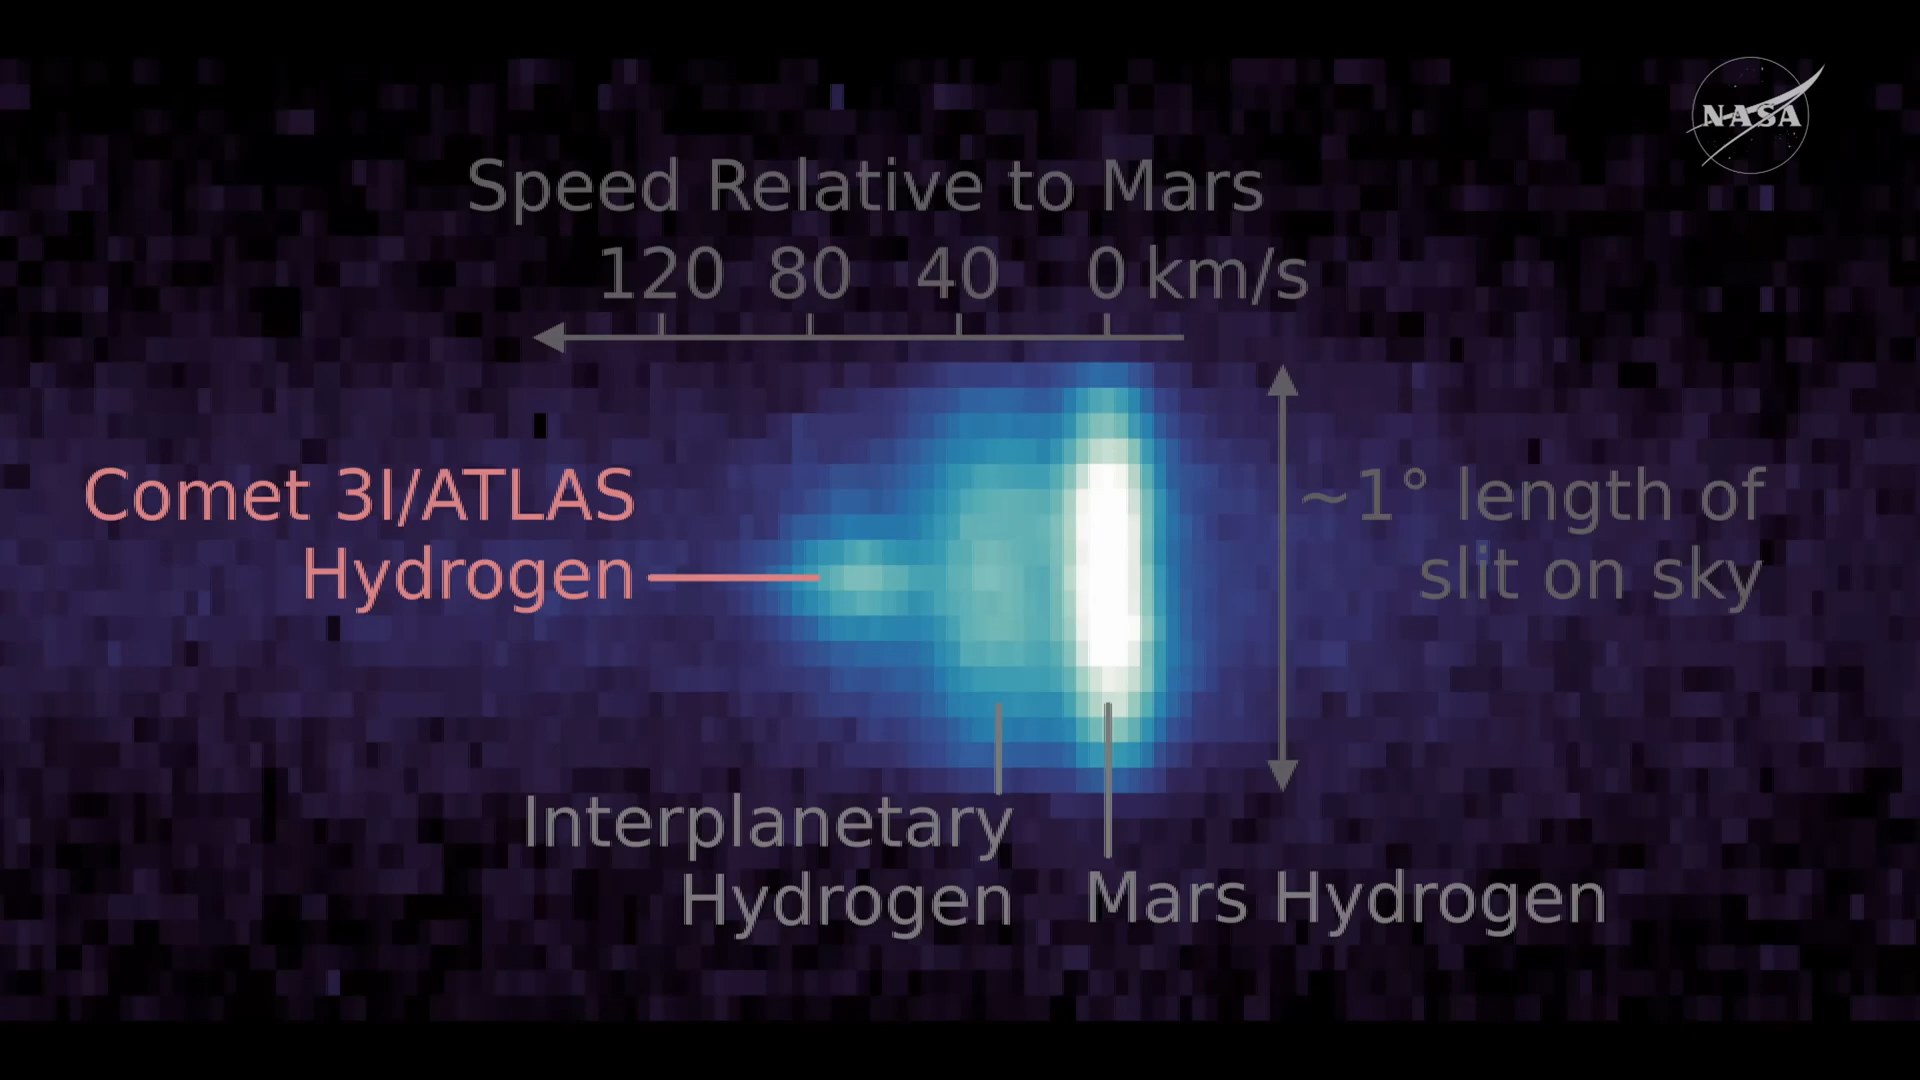 NASA
Speed Relative to Mars
120 80 40 0 km/s
Comet 3I/ATLAS
Hydrogen
~1° length of
slit on sky
Interplanetary
Hydrogen
Mars Hydrogen